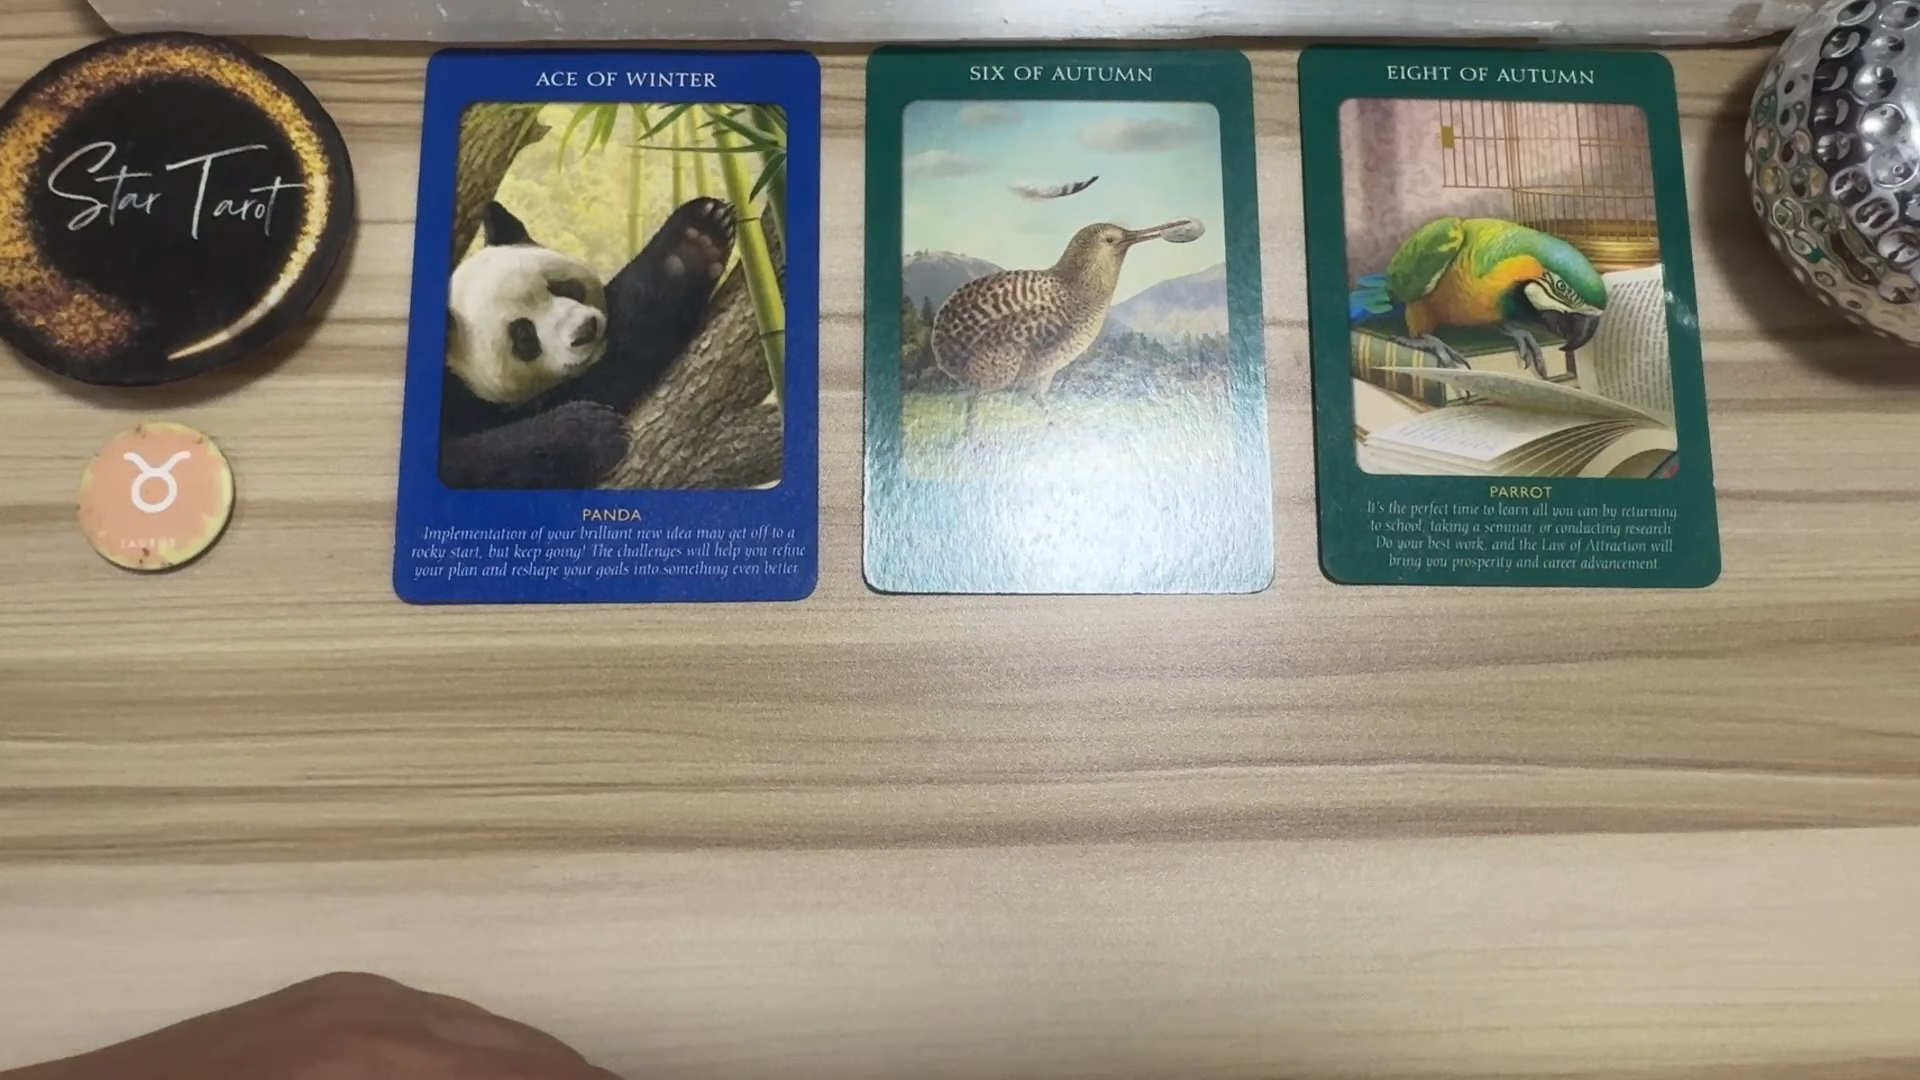 Star Tarot
TAURUS
ACE OF WINTER
PANDA
Implementation of your brilliant new idea may get off to a
rocky start, but keep going! The challenges will help you refine
your plan and reshape your goals into something even better.
SIX OF AUTUMN
EIGHT OF AUTUMN
PARROT
It's the perfect time to learn all you can by returning
to school, taking a seminar, or conducting research.
Do your best work, and the Law of Attraction will
bring you prosperity and career advancement.